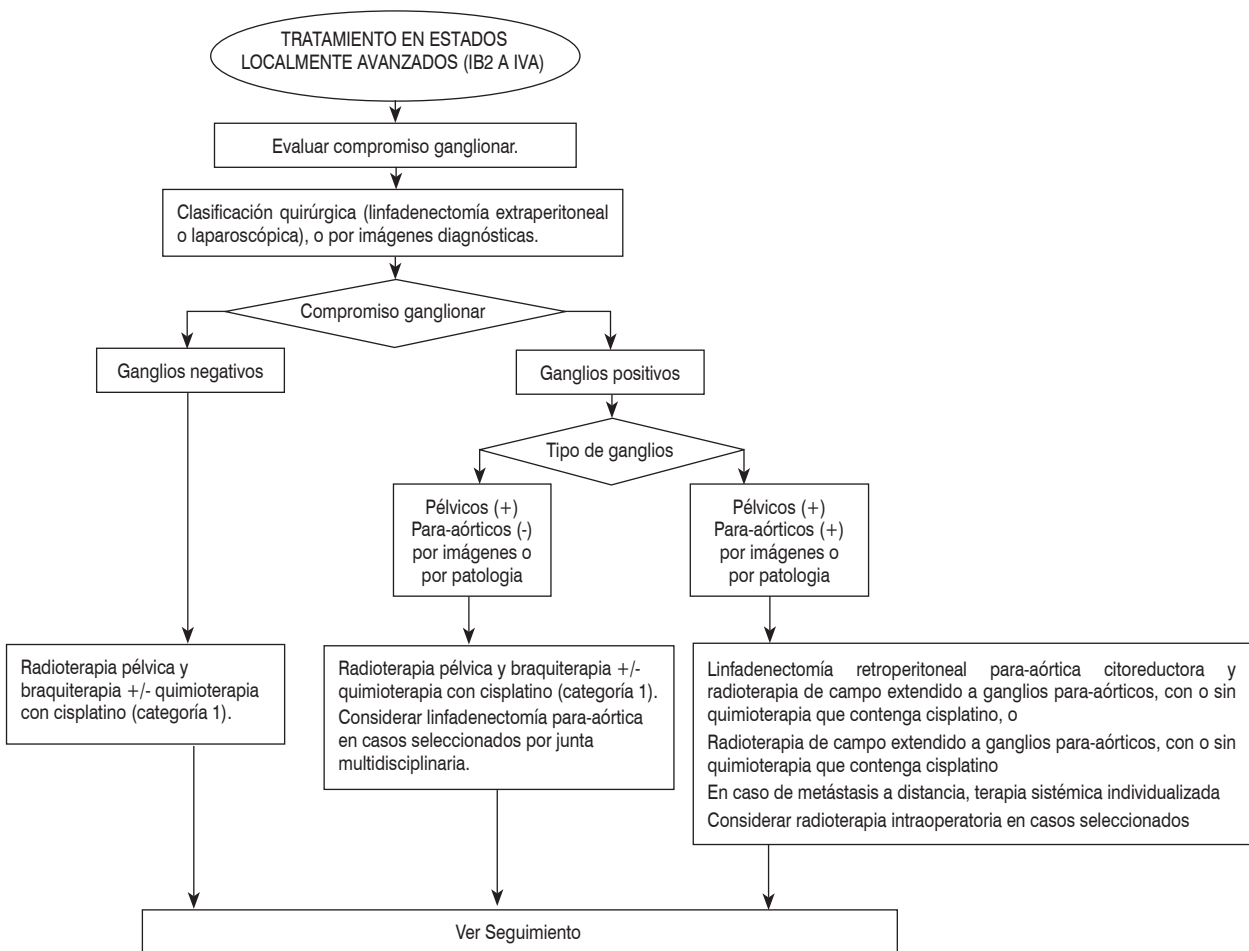 TRATAMIENTO EN ESTADOS
LOCALMENTE AVANZADOS (IB2 A IVA)
Evaluar compromiso ganglionar.
Clasificación quirúrgica (linfadenectomía extraperitoneal
o laparoscópica), o por imágenes diagnósticas.
Compromiso ganglionar
Ganglios negativos
Ganglios positivos
Tipo de ganglios
Pélvicos (+)
Para-aórticos (-)
por imágenes o
por patologia
Pélvicos (+)
Para-aórticos (+)
por imágenes o
por patologia
Radioterapia pélvica y
braquiterapia +/- quimioterapia
con cisplatino (categoría 1).
Radioterapia pélvica y braquiterapia +/-
quimioterapia con cisplatino (categoría 1).
Considerar linfadenectomía para-aórtica
en casos seleccionados por junta
multidisciplinaria.
Linfadenectomía retroperitoneal para-aórtica citoreductora y
radioterapia de campo extendido a ganglios para-aórticos, con o sin
quimioterapia que contenga cisplatino, o
Radioterapia de campo extendido a ganglios para-aórticos, con o sin
quimioterapia que contenga cisplatino
En caso de metástasis a distancia, terapia sistémica individualizada
Considerar radioterapia intraoperatoria en casos seleccionados
Ver Seguimiento